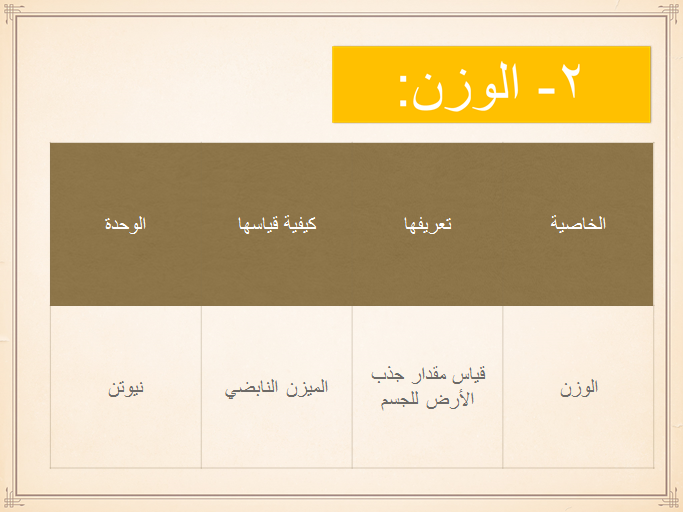 ٢- الوزن:
الخاصية
تعريفها
كيفية قياسها
الوحدة
الوزن
قياس مقدار جذب
الأرض للجسم
الميزن النابضي
نيوتن